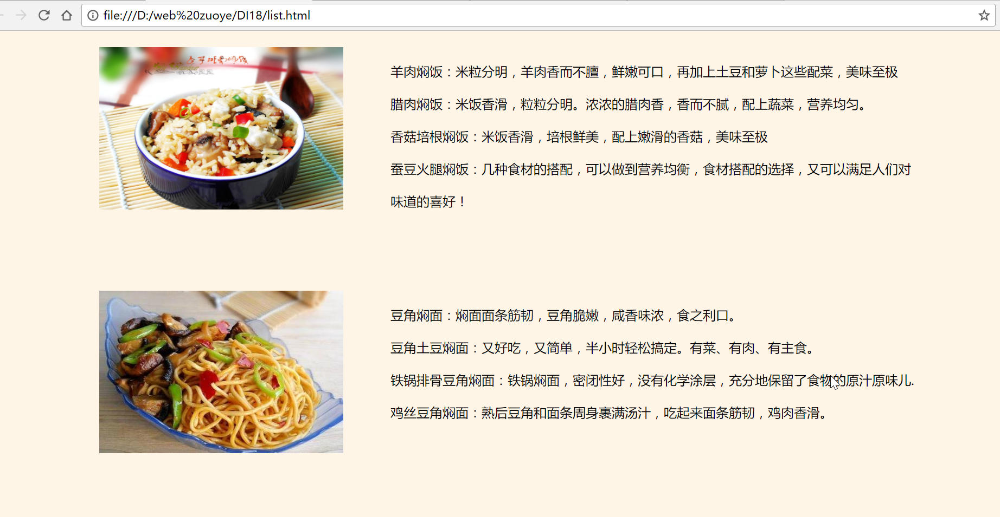 file:///D:/web%20zuoye/DI18/list.html
香芋排骨焖饭
羊肉焖饭：米粒分明，羊肉香而不膻，鲜嫩可口，再加上土豆和萝卜这些配菜，美味至极
腊肉焖饭：米饭香滑，粒粒分明。浓浓的腊肉香，香而不腻，配上蔬菜，营养均匀。
香菇培根焖饭：米饭香滑，培根鲜美，配上嫩滑的香菇，美味至极
蚕豆火腿焖饭：几种食材的搭配，可以做到营养均衡，食材搭配的选择，又可以满足人们对
味道的喜好！
豆角焖面：焖面面条筋韧，豆角脆嫩，咸香味浓，食之利口。
豆角土豆焖面：又好吃，又简单，半小时轻松搞定。有菜、有肉、有主食。
铁锅排骨豆角焖面：铁锅焖面，密闭性好，没有化学涂层，充分地保留了食物的原汁原味儿.
鸡丝豆角焖面：熟后豆角和面条周身裹满汤汁，吃起来面条筋韧，鸡肉香滑。